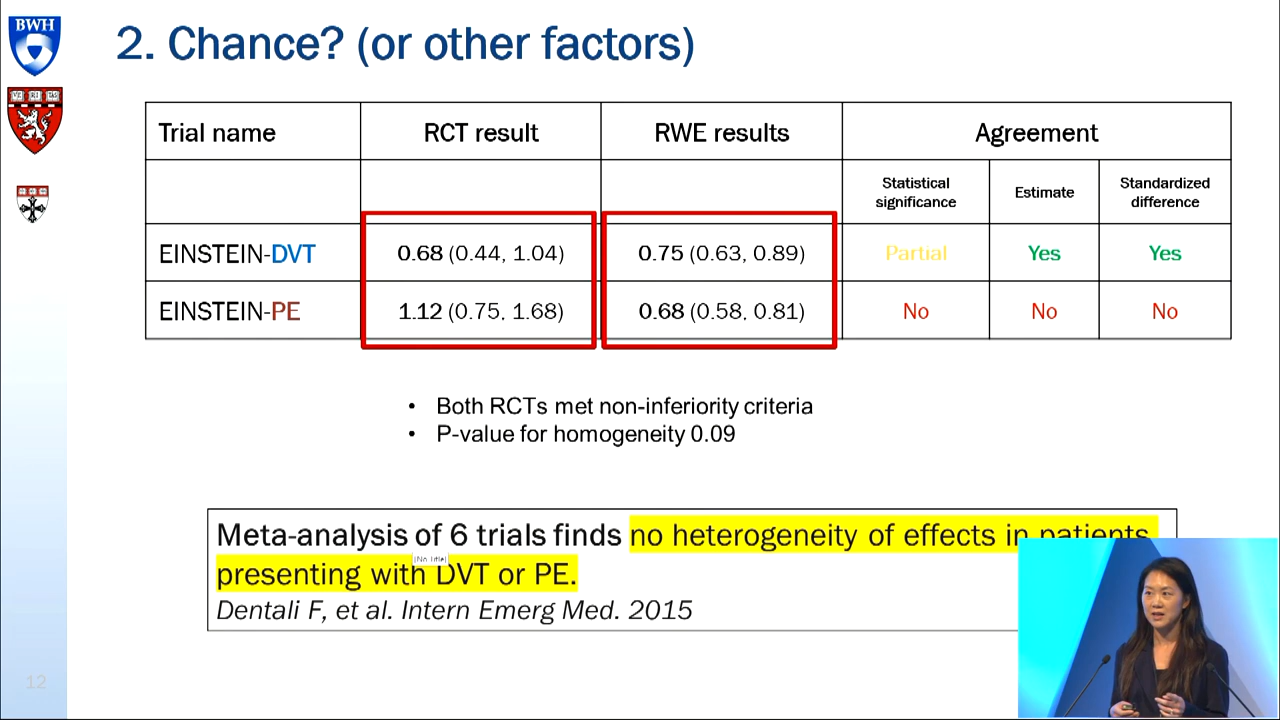 BWH
2. Chance? (or other factors)
Trial name RCT result RWE results Agreement
Statistical significance Estimate Standardized difference
EINSTEIN-DVT 0.68 (0.44, 1.04) 0.75 (0.63, 0.89) Partial Yes Yes
EINSTEIN-PE 1.12 (0.75, 1.68) 0.68 (0.58, 0.81) No No No
• Both RCTs met non-inferiority criteria
• P-value for homogeneity 0.09
Meta-analysis of 6 trials finds no heterogeneity of effects in patients
(No title)
presenting with DVT or PE.
Dentali F, et al. Intern Emerg Med. 2015
12